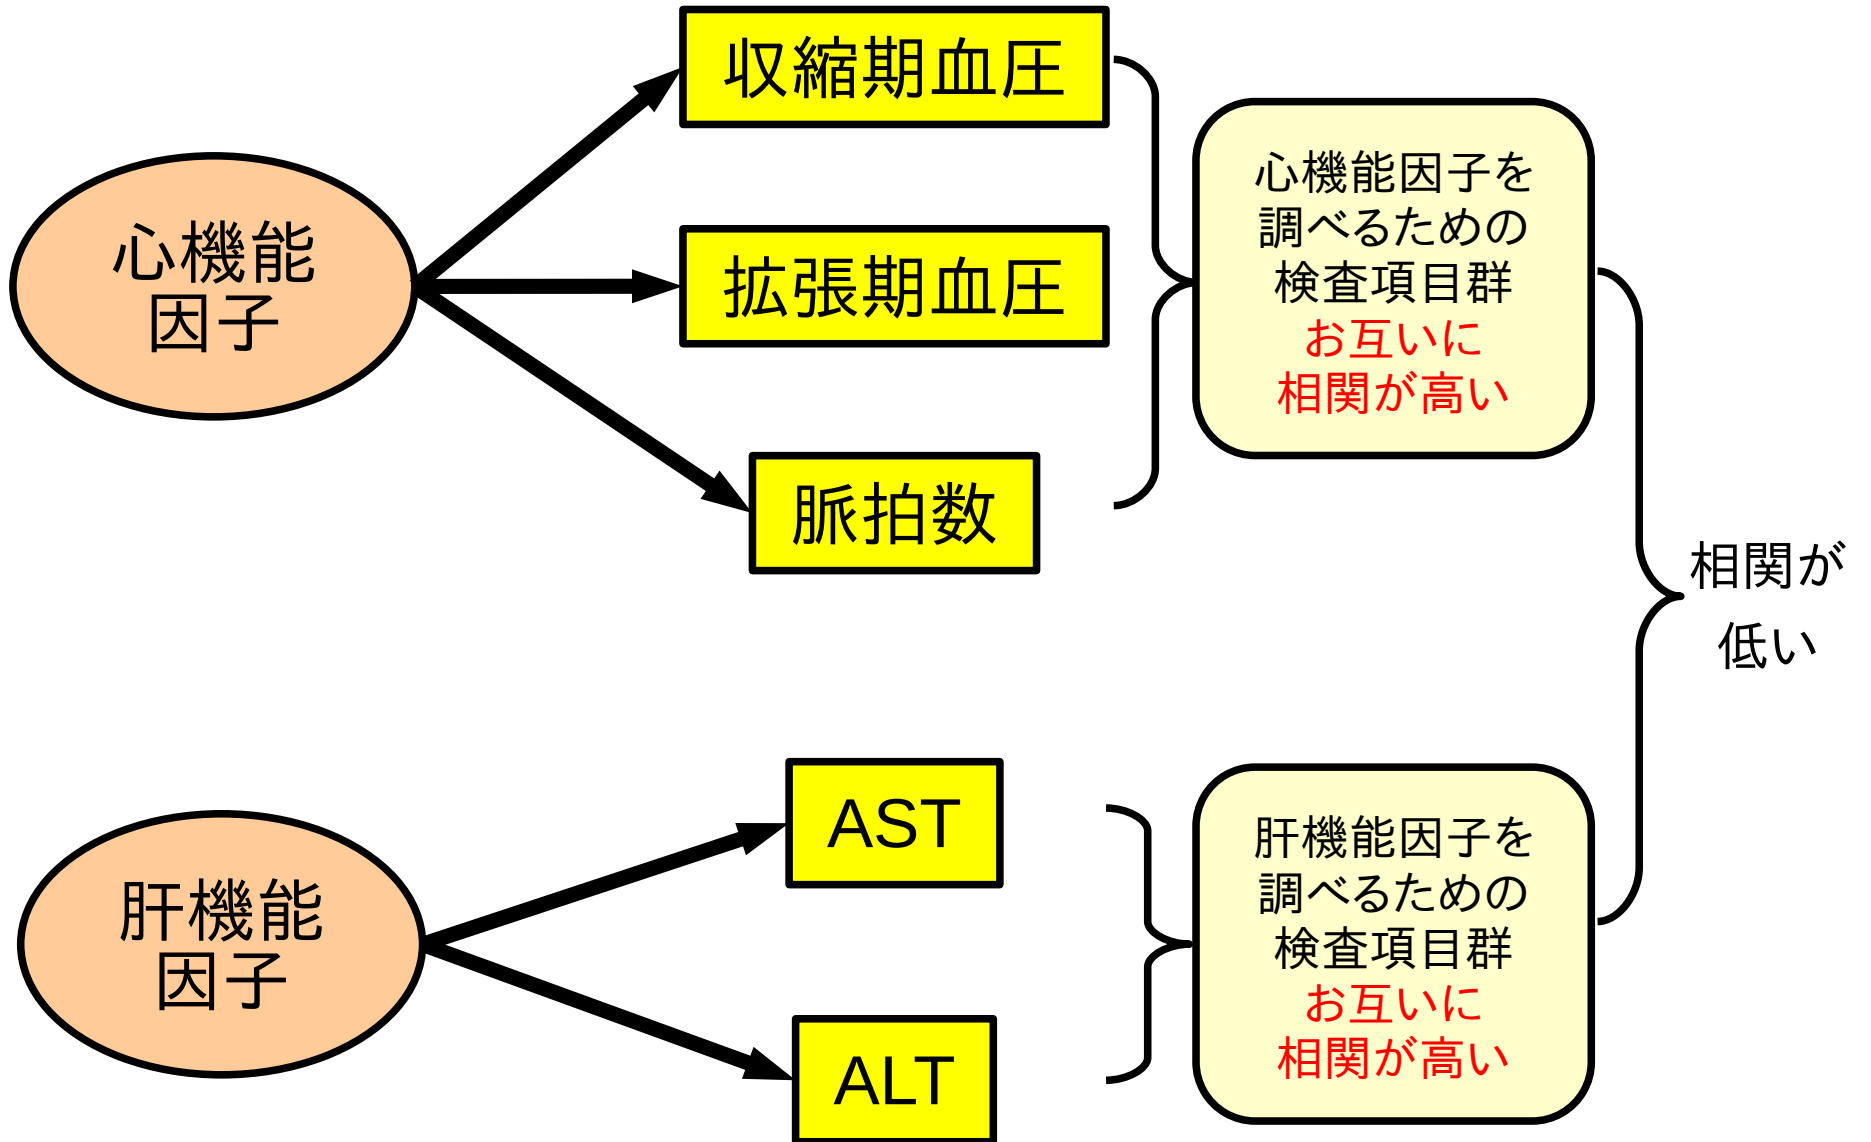 心機能
因子
収縮期血圧
拡張期血圧
脈拍数
心機能因子を
調べるための
検査項目群
お互いに
相関が高い
相関が
低い
肝機能
因子
AST
ALT
肝機能因子を
調べるための
検査項目群
お互いに
相関が高い